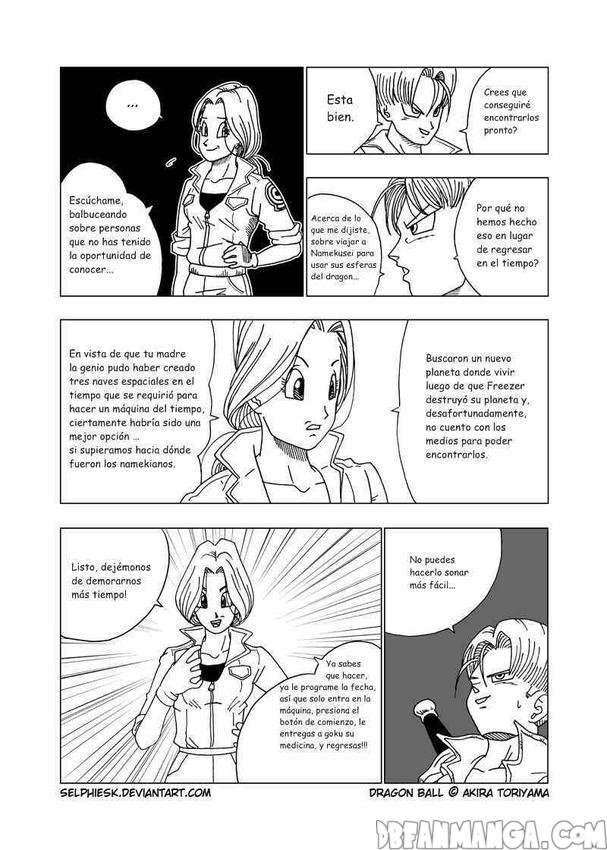 ...
Escúchame,
balbuceando
sobre personas
que no has tenido
la oportunidad de
conocer...
Esta
bien.
Crees que
conseguiré
encontrarlos
pronto?
Acerca de lo
que me dijiste,
sobre viajar a
Namekusei para
usar sus esferas
del dragon...
Por qué no
hemos hecho
eso en lugar
de regresar
en el tiempo?
En vista de que tu madre
la genio pudo haber creado
tres naves espaciales en el
tiempo que se requirió para
hacer un máquina del tiempo,
ciertamente habría sido una
mejor opción ...
si supieramos hacia dónde
fueron los namekianos.
Buscaron un nuevo
planeta donde vivir
luego de que Freezer
destruyó su planeta y,
desafortunadamente,
no cuento con los
medios para poder
encontrarlos.
Listo, dejémonos
de demorarnos
más tiempo!
Ya sabes
que hacer,
ya le programe la fecha,
así que solo entra en la
máquina, presiona el
botón de comienzo, le
entregas a goku su
medicina, y regresas!!!
No puedes
hacerlo sonar
más fácil...
SELPHIESK.DEVIANTART.COM
DRAGON BALL © AKIRA TORIYAMA
DBFANMANGA.COM